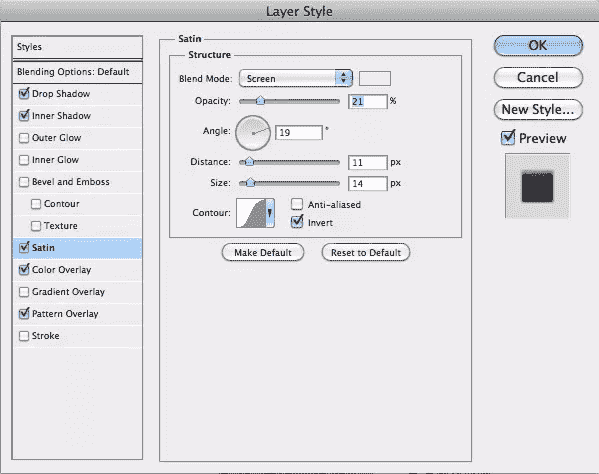 Layer Style
Styles
Blending Options: Default
Drop Shadow
Inner Shadow
Outer Glow
Inner Glow
Bevel and Emboss
Contour
Texture
Satin
Color Overlay
Gradient Overlay
Pattern Overlay
Stroke
Satin
Structure
Blend Mode: Screen
Opacity: 21 %
Angle: 19 °
Distance: 11 px
Size: 14 px
Contour: Anti-aliased
Invert
Make Default Reset to Default
OK
Cancel
New Style...
Preview